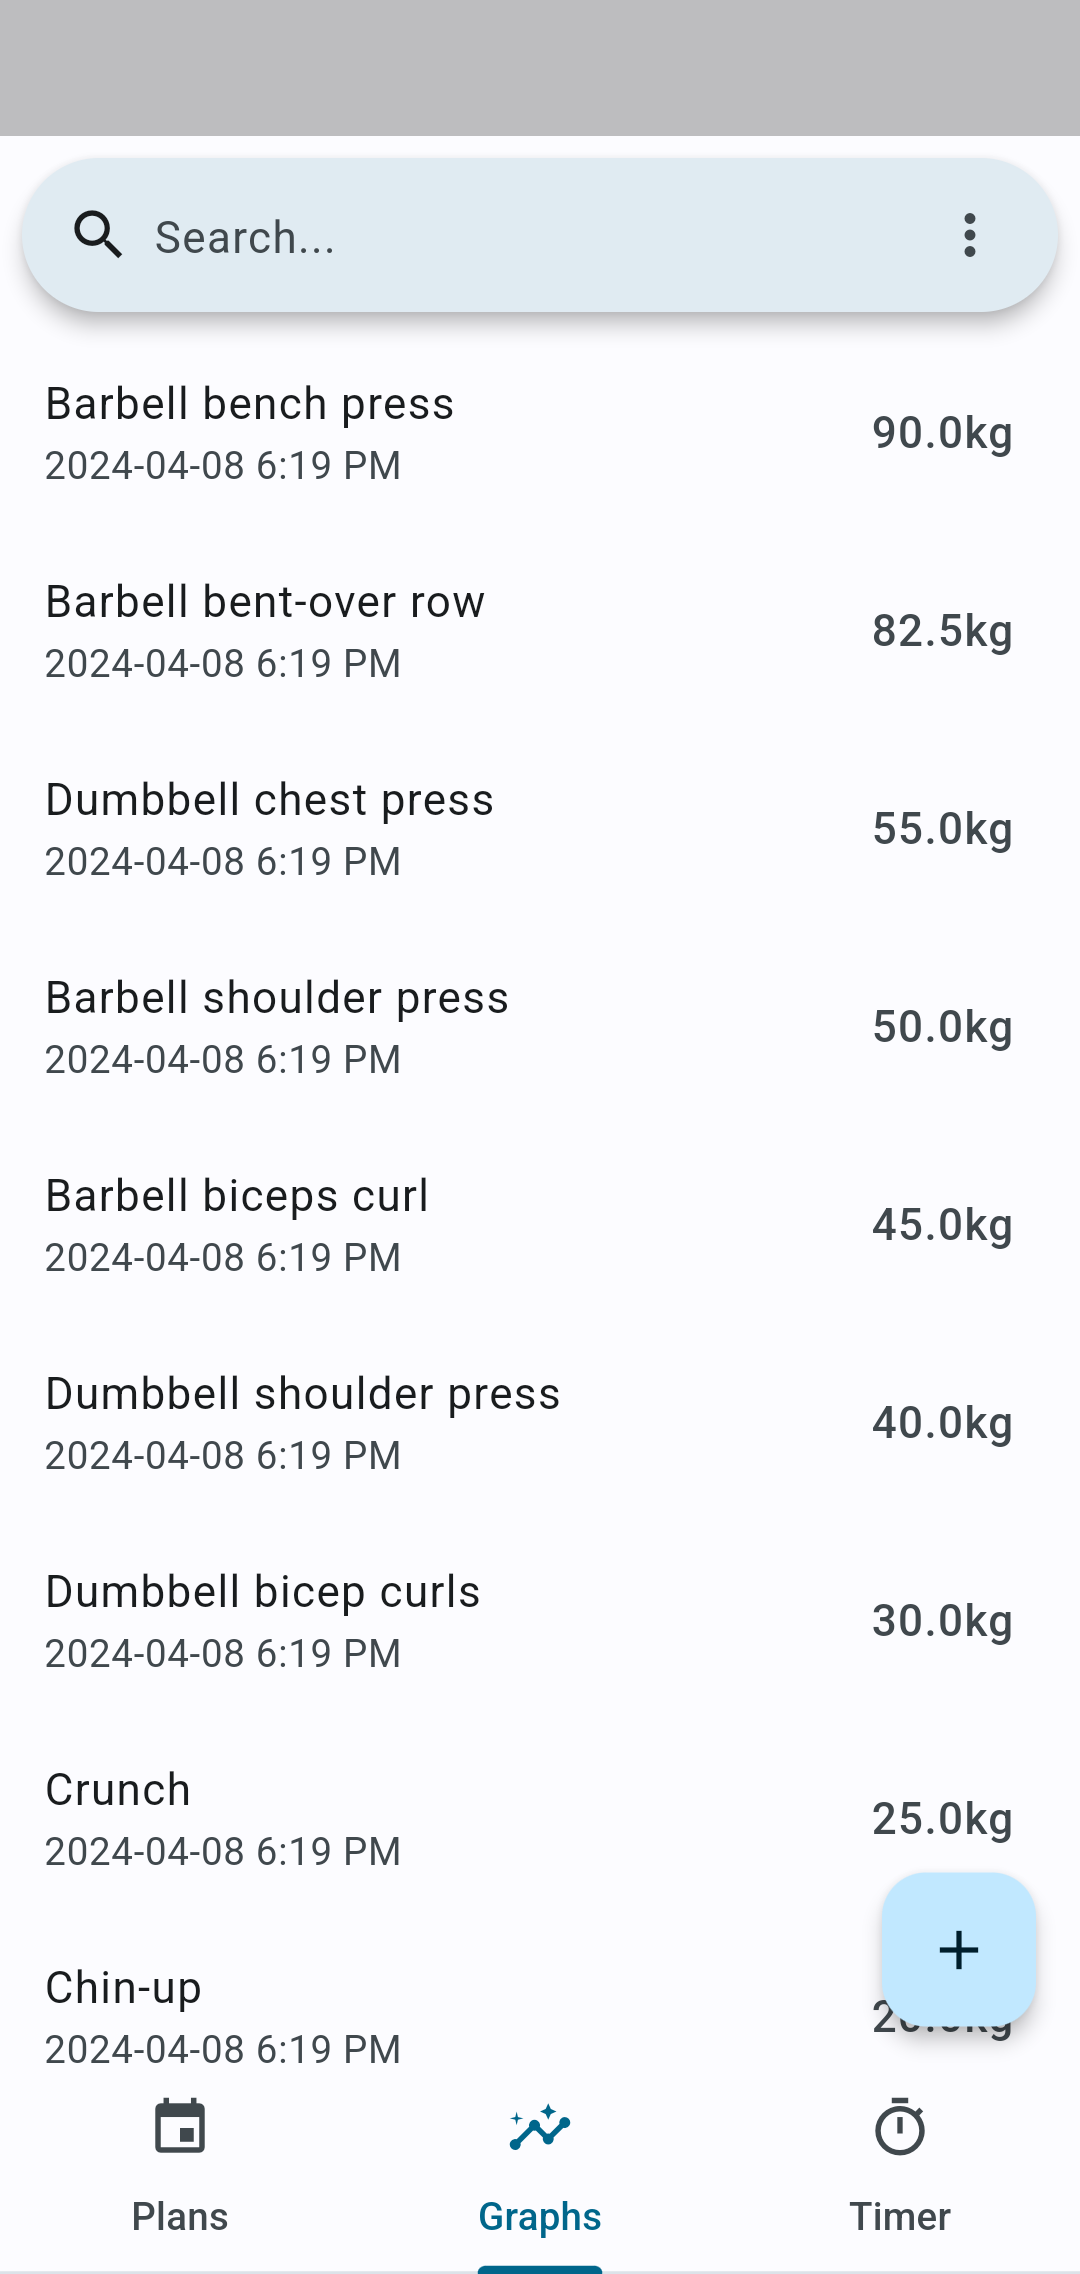 Search...
Barbell bench press
2024-04-08 6:19 PM
90.0kg
Barbell bent-over row
2024-04-08 6:19 PM
82.5kg
Dumbbell chest press
2024-04-08 6:19 PM
55.0kg
Barbell shoulder press
2024-04-08 6:19 PM
50.0kg
Barbell biceps curl
2024-04-08 6:19 PM
45.0kg
Dumbbell shoulder press
2024-04-08 6:19 PM
40.0kg
Dumbbell bicep curls
2024-04-08 6:19 PM
30.0kg
Crunch
2024-04-08 6:19 PM
25.0kg
Chin-up
2024-04-08 6:19 PM
Plans
Graphs
Timer